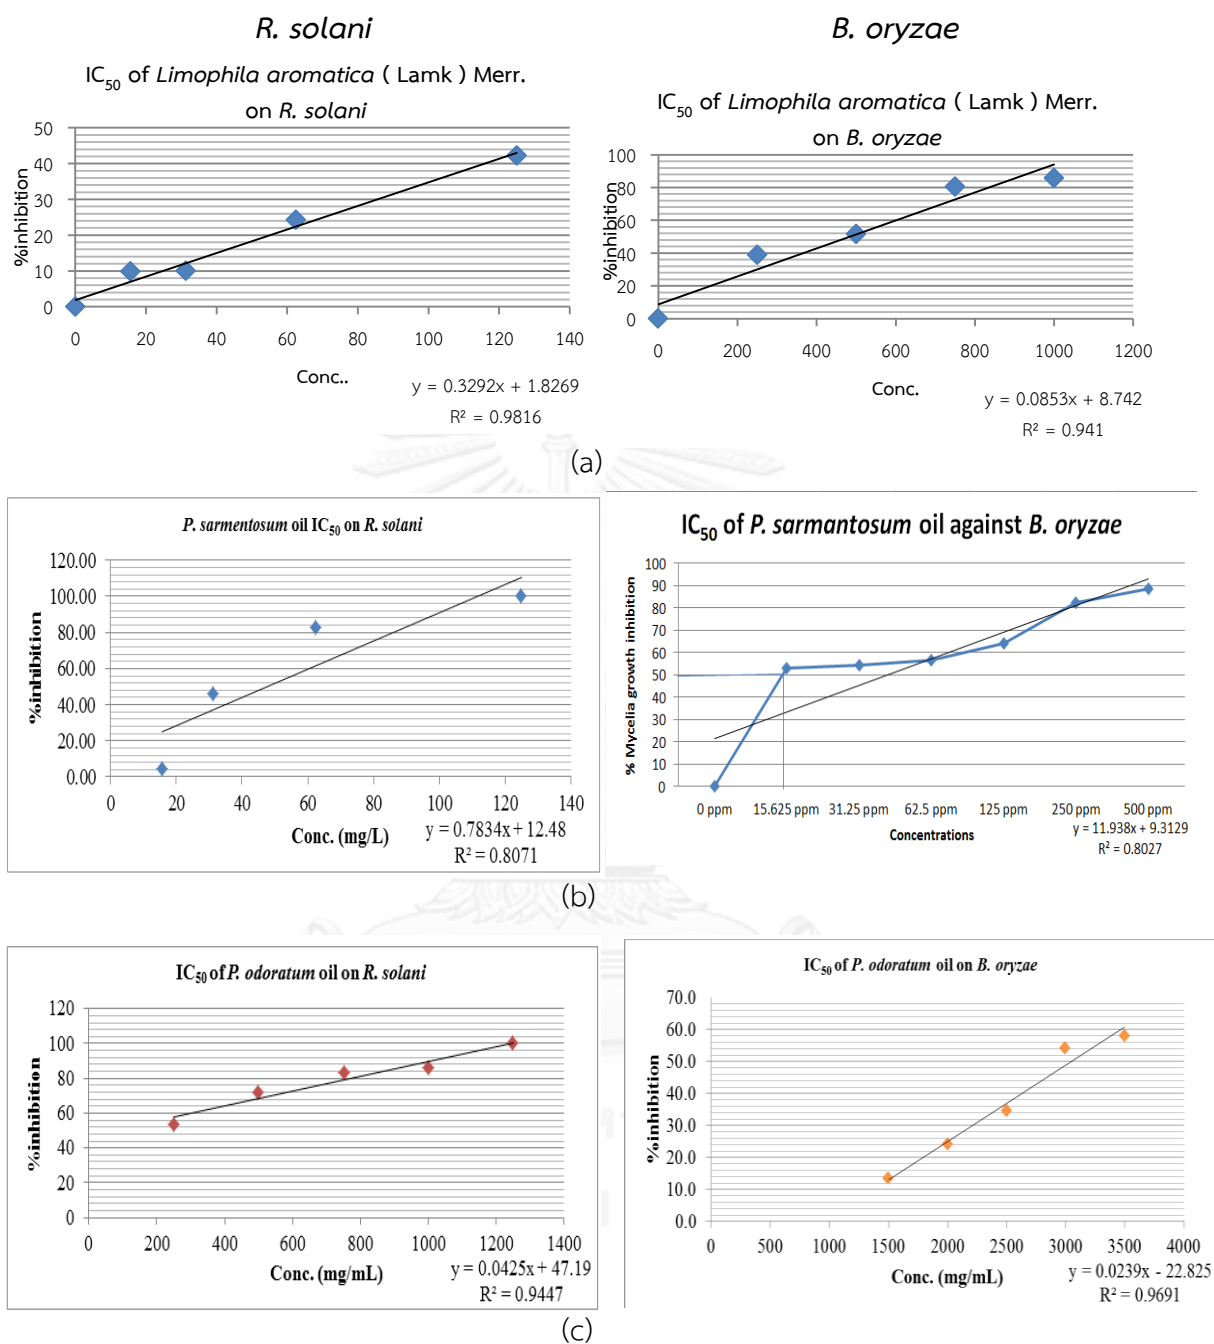 R. solani
B. oryzae
IC50 of Limophila aromatica ( Lamk ) Merr.
on R. solani
%inhibition
50
40
30
20
10
0
0 20 40 60 80 100 120 140
Conc..
y = 0.3292x + 1.8269
R² = 0.9816
IC50 of Limophila aromatica ( Lamk ) Merr.
on B. oryzae
%inhibition
100
80
60
40
20
0
0 200 400 600 800 1000 1200
Conc.
y = 0.0853x + 8.742
R² = 0.941
(a)
P. sarmentosum oil IC50 on R. solani
%inhibition
120.00
100.00
80.00
60.00
40.00
20.00
0.00
0 20 40 60 80 100 120 140
Conc. (mg/L)
y = 0.7834x + 12.48
R² = 0.8071
IC50 of P. sarmantosum oil against B. oryzae
% Mycelia growth inhibition
100
90
80
70
60
50
40
30
20
10
0
0 ppm 15.625 ppm 31.25 ppm 62.5 ppm 125 ppm 250 ppm 500 ppm
Concentrations
y = 11.938x + 9.3129
R² = 0.8027
(b)
IC50 of P. odoratum oil on R. solani
%inhibition
120
100
80
60
40
20
0
0 200 400 600 800 1000 1200 1400
Conc. (mg/mL)
y = 0.0425x + 47.19
R² = 0.9447
IC50 of P. odoratum oil on B. oryzae
%inhibition
70.0
60.0
50.0
40.0
30.0
20.0
10.0
0.0
0 500 1000 1500 2000 2500 3000 3500 4000
Conc. (mg/mL)
y = 0.0239x - 22.825
R² = 0.9691
(c)